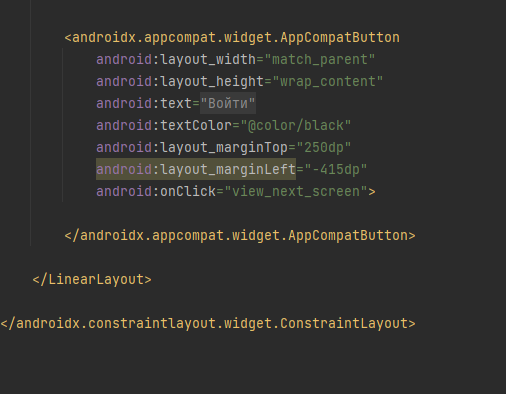 <androidx.appcompat.widget.AppCompatButton
android:layout_width="match_parent"
android:layout_height="wrap_content"
android:text="Войти"
android:textColor="@color/black"
android:layout_marginTop="250dp"
android:layout_marginLeft="-415dp"
android:onClick="view_next_screen">
</androidx.appcompat.widget.AppCompatButton>
</LinearLayout>
</androidx.constraintlayout.widget.ConstraintLayout>